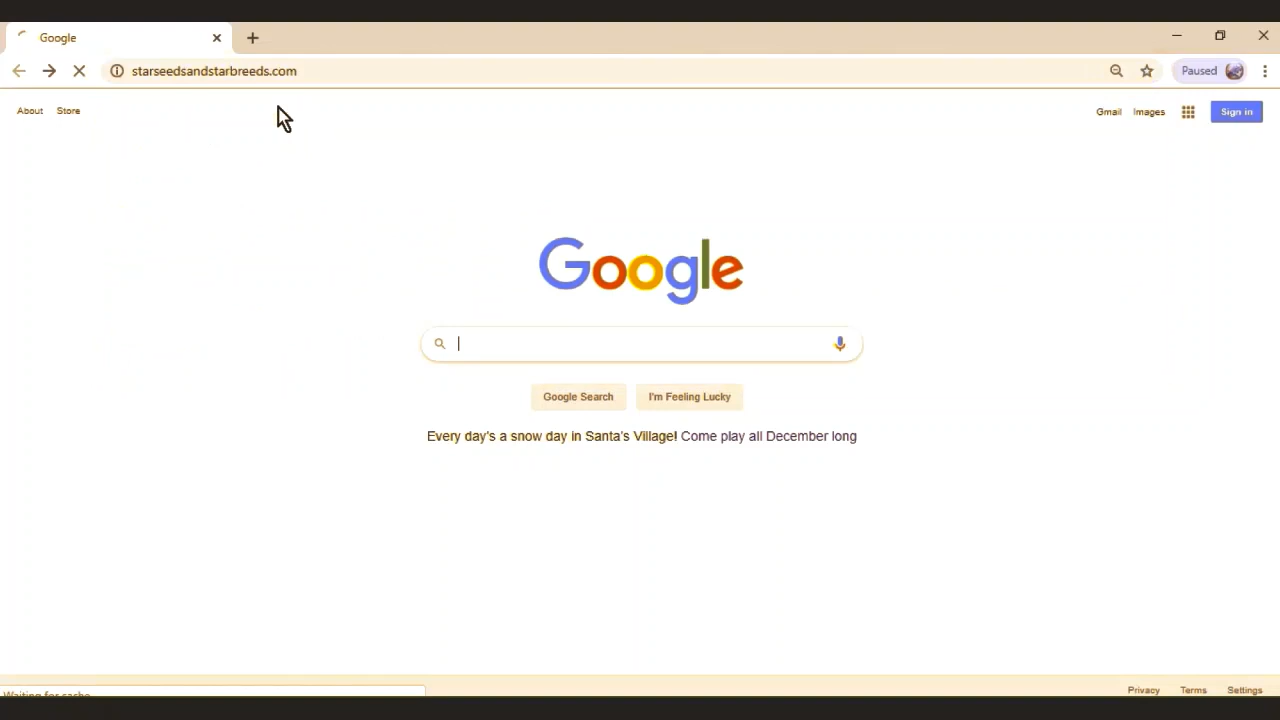 Google
starseedsandstarbreeds.com
Paused
About Store
Gmail Images Sign in
Google
Google Search I'm Feeling Lucky
Every day's a snow day in Santa's Village! Come play all December long
Waiting for cache
Privacy Terms Settings